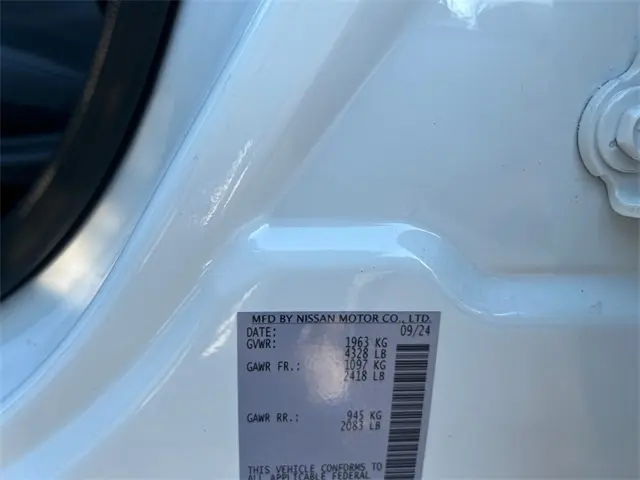 MFD BY NISSAN MOTOR CO., LTD.
DATE: 09/24
GVWR: 1963 KG
4328 LB
GAWR FR.: 1097 KG
2418 LB
GAWR RR.: 945 KG
2083 LB
THIS VEHICLE CONFORMS TO
ALL APPLICABLE FEDERAL